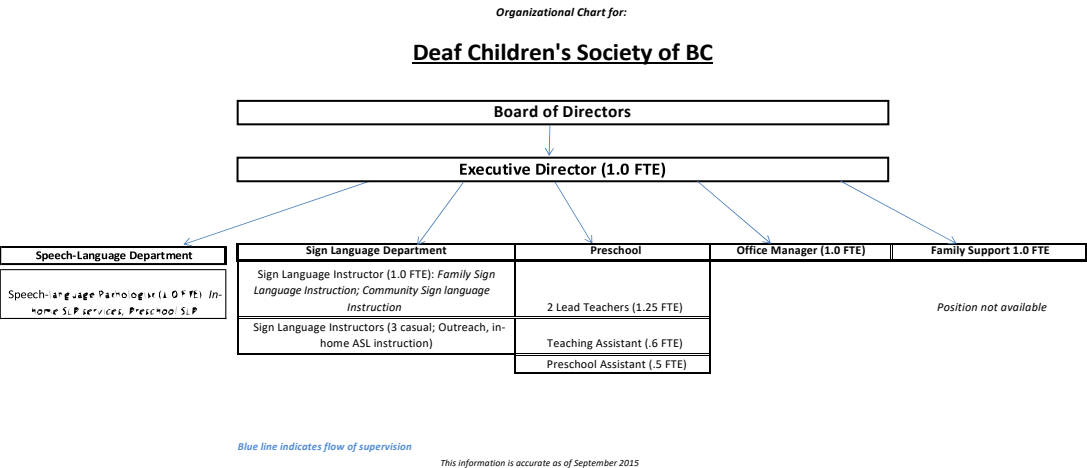 Organizational Chart for:
Deaf Children's Society of BC
Board of Directors
Executive Director (1.0 FTE)
Speech-Language Department
Speech-Language Pathologist (1.0 FTE) In-
home SLP services, Preschool SLP
Sign Language Department
Sign Language Instructor (1.0 FTE): Family Sign
Language Instruction; Community Sign language
Instruction
Sign Language Instructors (3 casual; Outreach, in-
home ASL instruction)
Preschool
2 Lead Teachers (1.25 FTE)
Teaching Assistant (.6 FTE)
Preschool Assistant (.5 FTE)
Office Manager (1.0 FTE)
Family Support 1.0 FTE
Position not available
Blue line indicates flow of supervision
This information is accurate as of September 2015